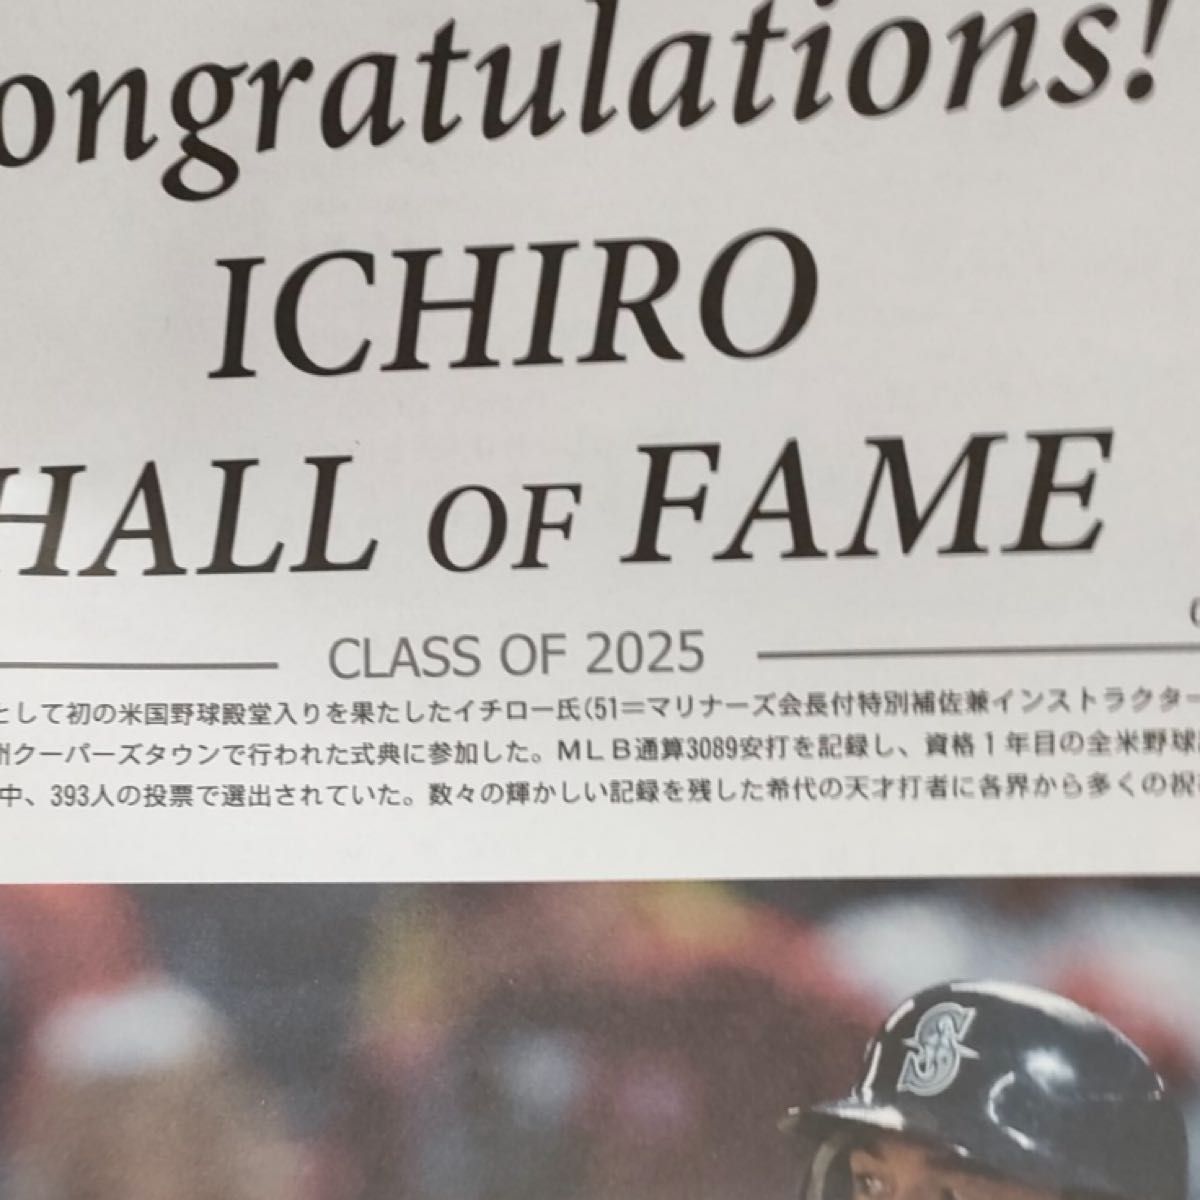 ongratulations!
ICHIRO
HALL OF FAME
CLASS OF 2025
として初の米国野球殿堂入りを果たしたイチロー氏(51=マリナーズ会長付特別補佐兼インストラクター
州クーパーズタウンで行われた式典に参加した。MLB通算3089安打を記録し、資格1年目の全米野球
中、393人の投票で選出されていた。数々の輝かしい記録を残した希代の天才打者に各界から多くの祝
S